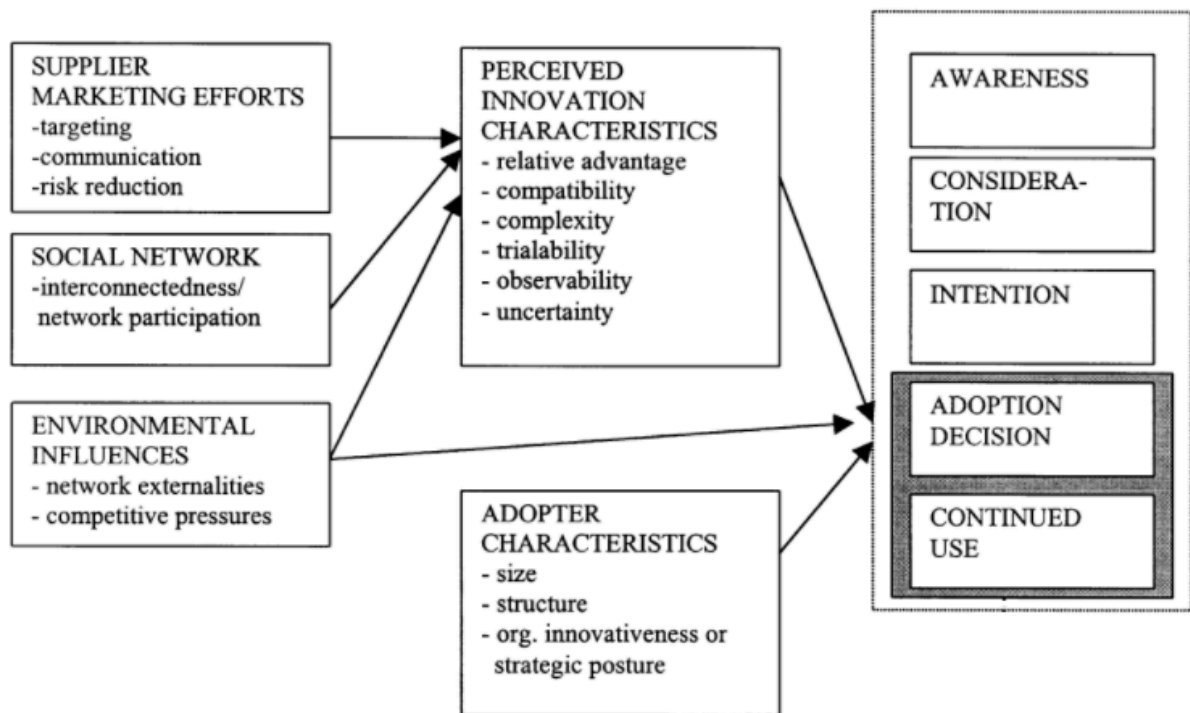 SUPPLIER
MARKETING EFFORTS
-targeting
-communication
-risk reduction
SOCIAL NETWORK
-interconnectedness/
network participation
ENVIRONMENTAL
INFLUENCES
- network externalities
- competitive pressures
PERCEIVED
INNOVATION
CHARACTERISTICS
- relative advantage
- compatibility
- complexity
- trialability
- observability
- uncertainty
ADOPTER
CHARACTERISTICS
- size
- structure
- org. innovativeness or
strategic posture
AWARENESS
CONSIDERA-
TION
INTENTION
ADOPTION
DECISION
CONTINUED
USE